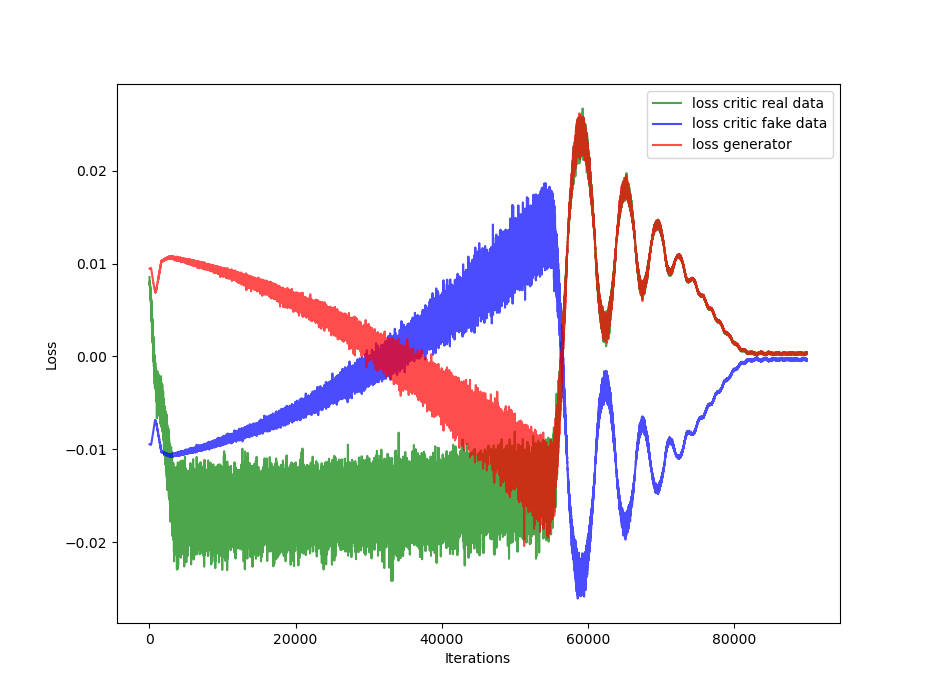 loss critic real data
loss critic fake data
loss generator
0.02
0.01
0.00
−0.01
−0.02
Loss
0 20000 40000 60000 80000
Iterations